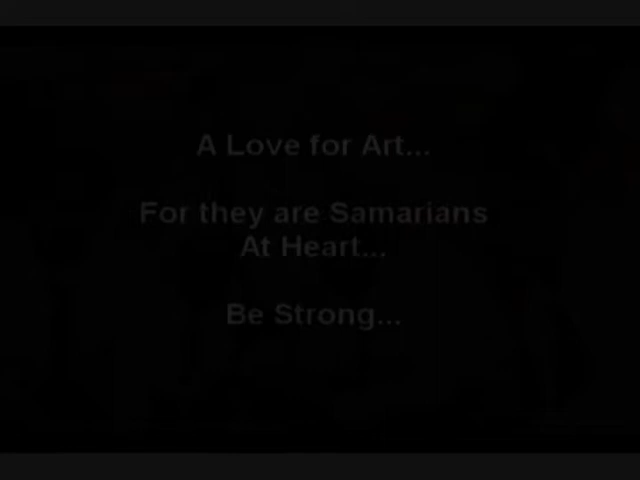 A Love for Art...
For they are Samarians
At Heart...
Be Strong...